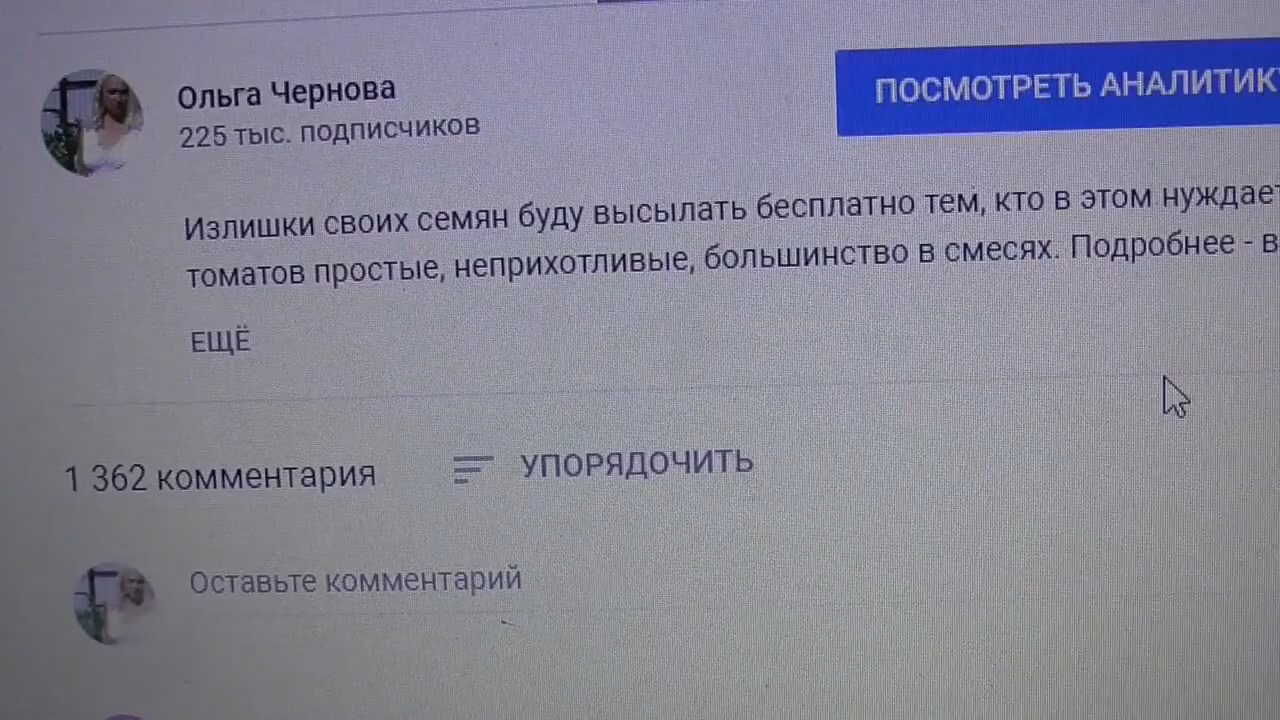 Ольга Чернова
225 тыс. подписчиков
ПОСМОТРЕТЬ АНАЛИТИК
Излишки своих семян буду высылать бесплатно тем, кто в этом нуждает
томатов простые, неприхотливые, большинство в смесях. Подробнее - в
ЕЩЁ
1 362 комментария
УПОРЯДОЧИТЬ
Оставьте комментарий